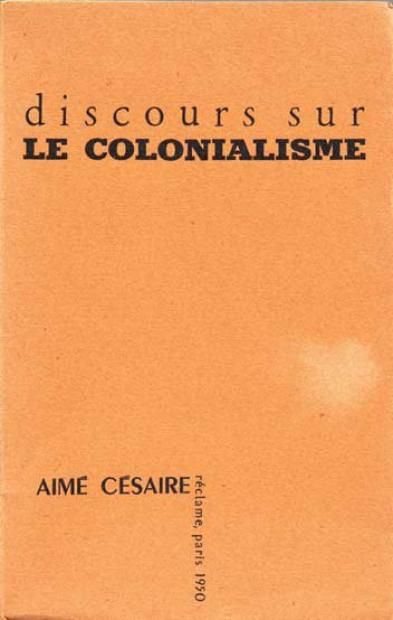 discours sur
LE COLONIALISME
AIMÉ CÉSAIRE
réclame, paris 1950